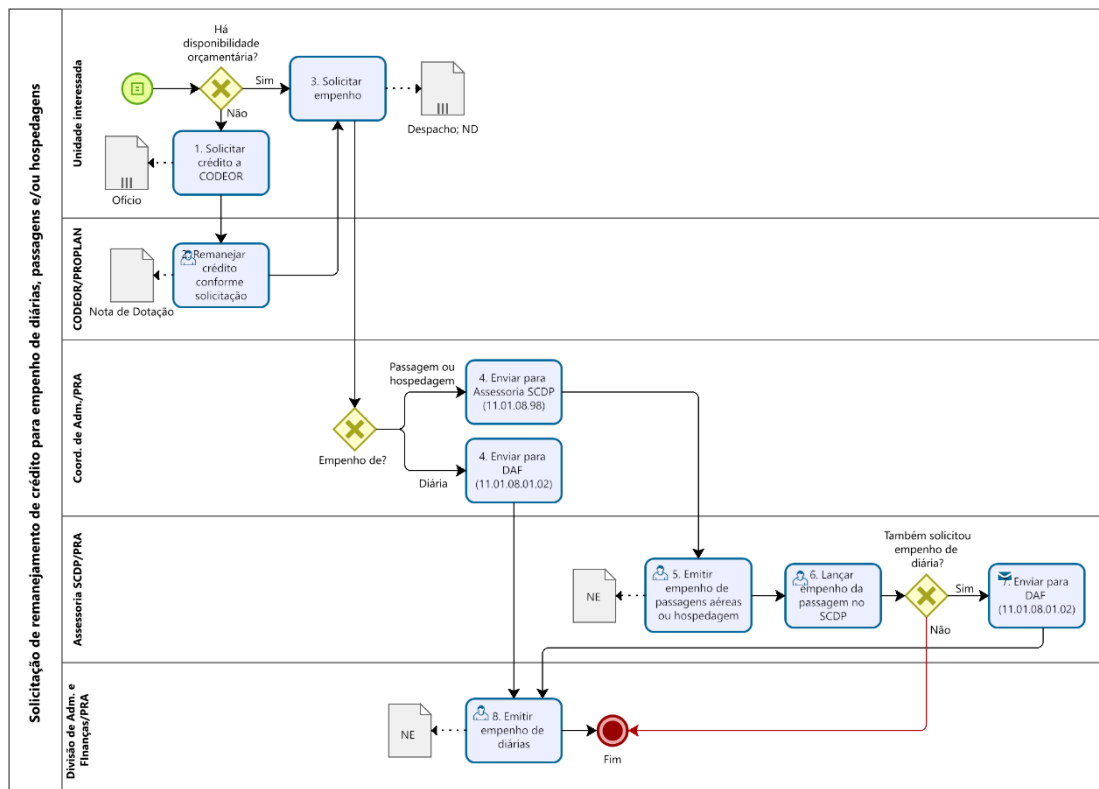 Solicitação de remanejamento de crédito para empenho de diárias, passagens e/ou hospedagens
Unidade interessada
Há
disponibilidade
orçamentária?
Sim
Não
3. Solicitar
empenho
Despacho; ND
1. Solicitar
crédito a
CODEOR
Ofício
CODEOR/PROPLAN
2. Remanejar
crédito
conforme
solicitação
Nota de Dotação
Coord. de Adm./PRA
Empenho de?
Passagem ou
hospedagem
4. Enviar para
Assessoria SCDP
(11.01.08.98)
Diária
4. Enviar para
DAF
(11.01.08.01.02)
Assessoria SCDP/PRA
NE
5. Emitir
empenho de
passagens aéreas
ou hospedagem
6. Lançar
empenho da
passagem no
SCDP
Também solicitou
empenho de
diária?
Sim
Não
7. Enviar para
DAF
(11.01.08.01.02)
Divisão de Adm. e
FInanças/PRA
NE
8. Emitir
empenho de
diárias
Fim